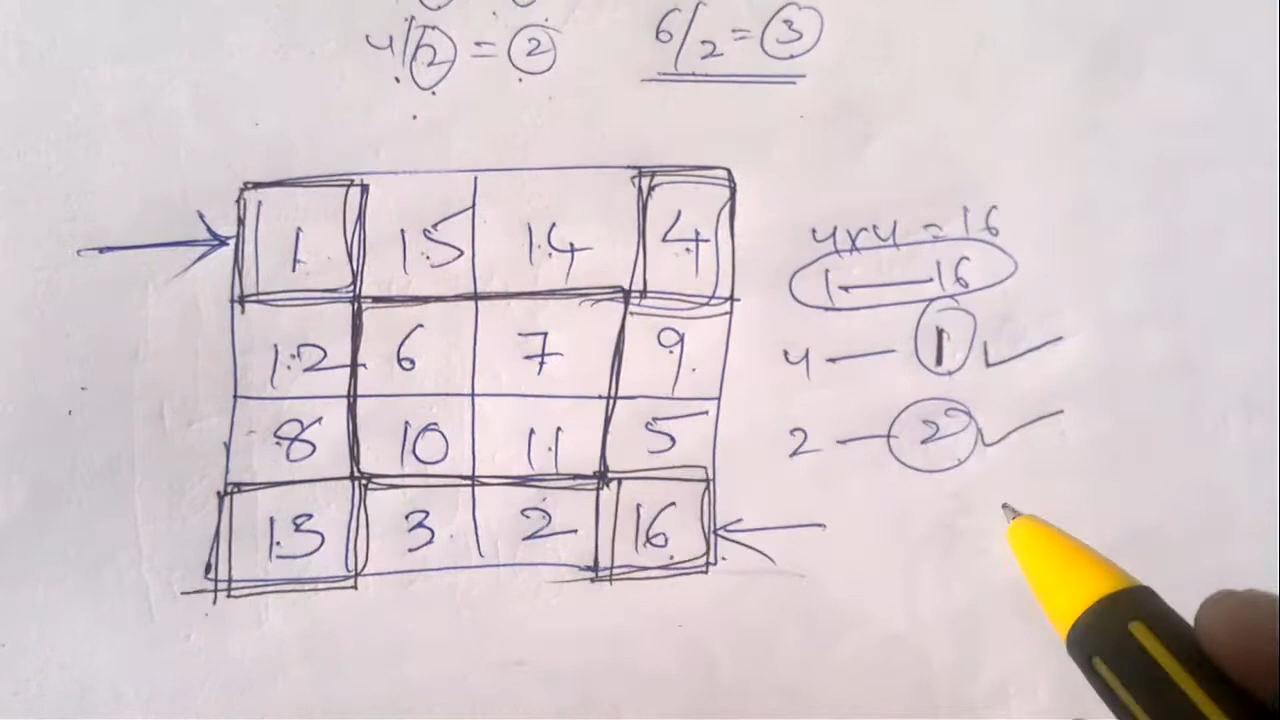 4/2 = 2 6/2 = 3
1 15 14 4
4x4 = 16
1 — 16
12 6 7 9
4 — 1 ✓
8 10 11 5
2 — 2 ✓
13 3 2 16